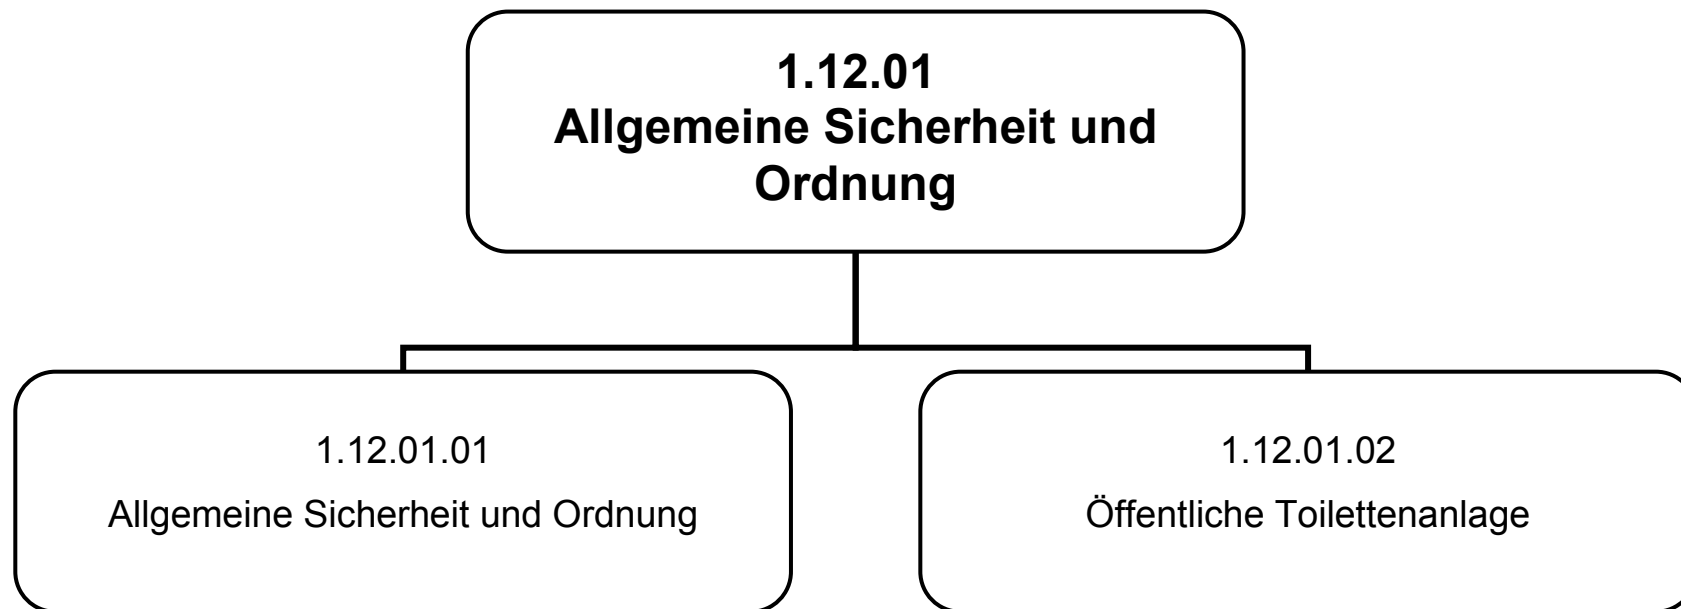 1.12.01
Allgemeine Sicherheit und
Ordnung
1.12.01.01
Allgemeine Sicherheit und Ordnung
1.12.01.02
Öffentliche Toilettenanlage